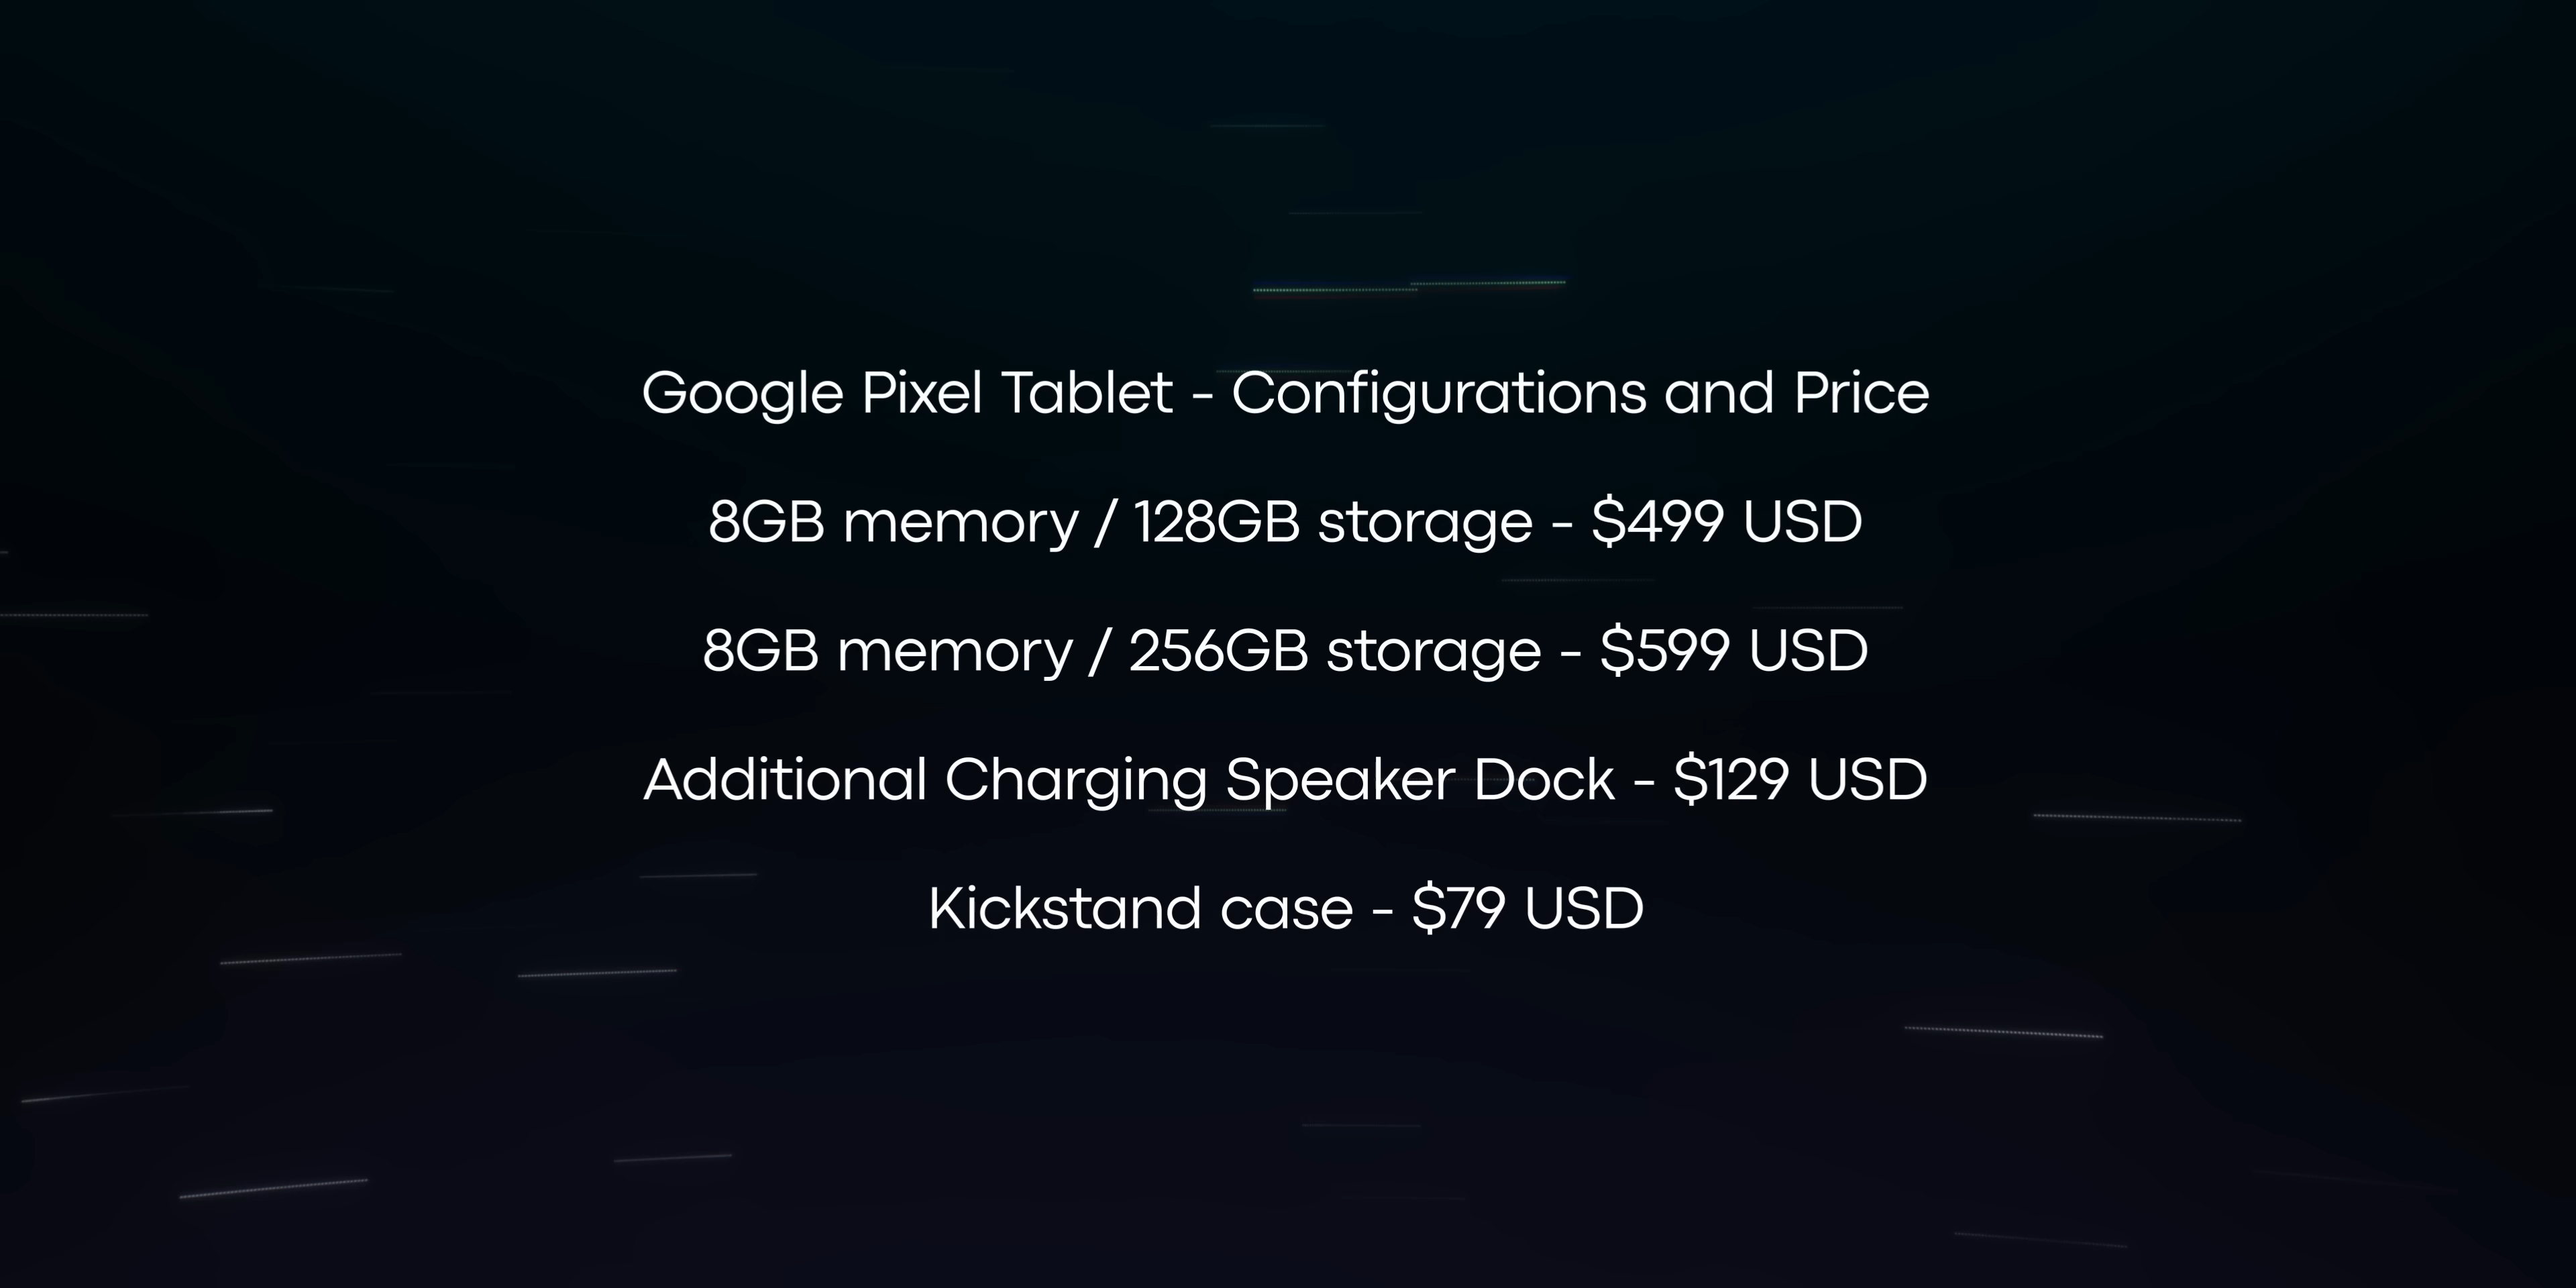 Google Pixel Tablet - Configurations and Price
8GB memory / 128GB storage - $499 USD
8GB memory / 256GB storage - $599 USD
Additional Charging Speaker Dock - $129 USD
Kickstand case - $79 USD